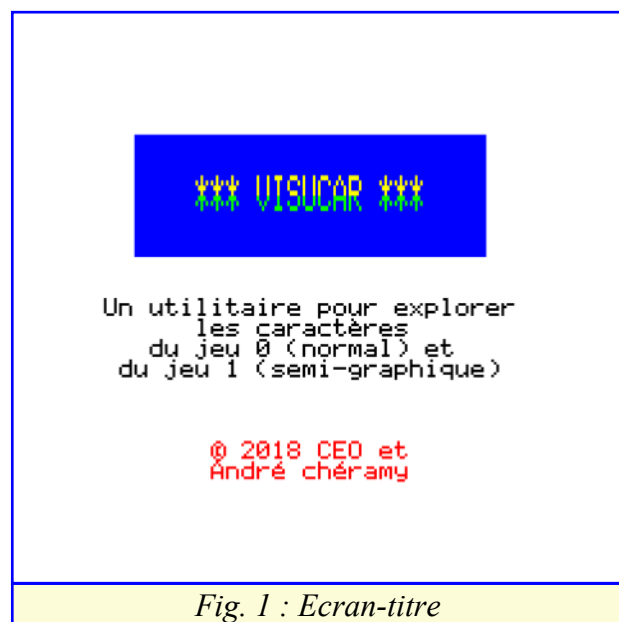 *** VISUCAR ***
Un utilitaire pour explorer
les caractères
du jeu 0 (normal) et
du jeu 1 (semi-graphique)
© 2018 CEO et
André chéramy
Fig. 1 : Ecran-titre